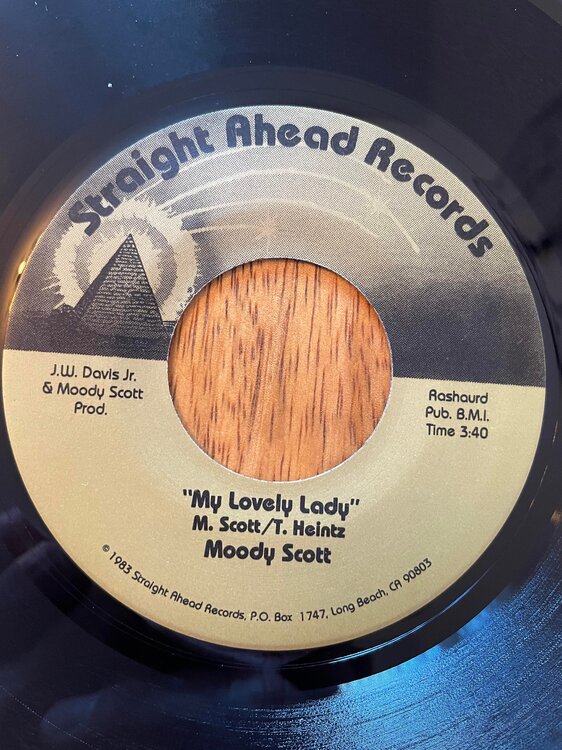 Straight Ahead Records
J.W. Davis Jr.
& Moody Scott
Prod.
Rashaurd
Pub. B.M.I.
Time 3:40
"My Lovely Lady"
M. Scott/T. Heintz
Moody Scott
© 1983 Straight Ahead Records, P.O. Box 1747, Long Beach, CA 90803